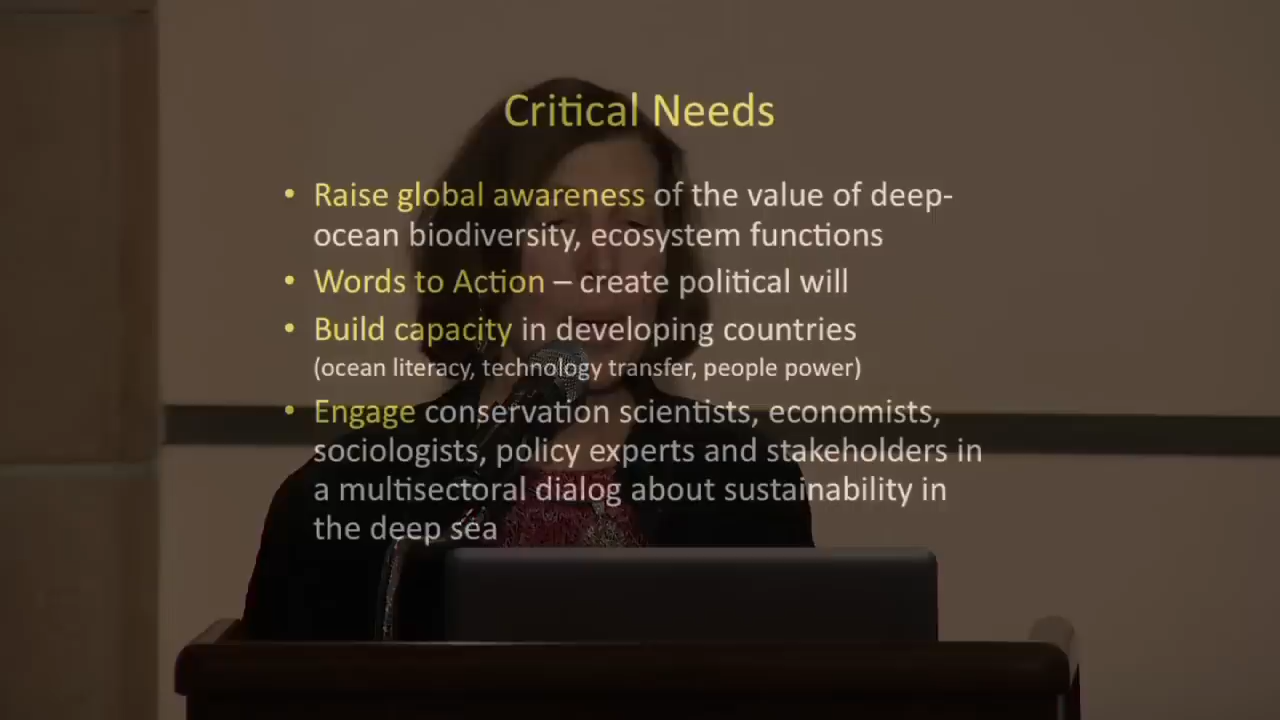 Critical Needs
• Raise global awareness of the value of deep-
ocean biodiversity, ecosystem functions
• Words to Action – create political will
• Build capacity in developing countries
(ocean literacy, technology transfer, people power)
• Engage conservation scientists, economists,
sociologists, policy experts and stakeholders in
a multisectoral dialog about sustainability in
the deep sea